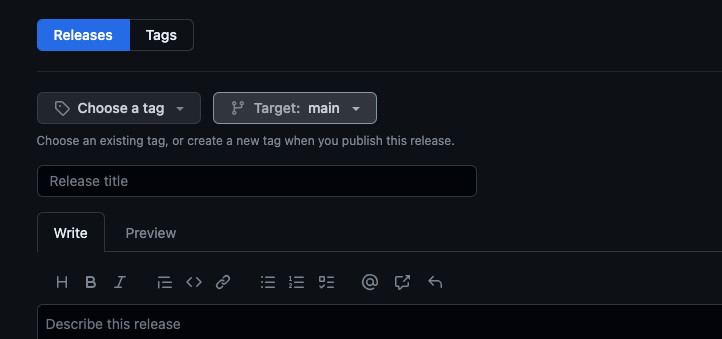 Releases Tags
Choose a tag Target: main
Choose an existing tag, or create a new tag when you publish this release.
Release title
Write Preview
Describe this release